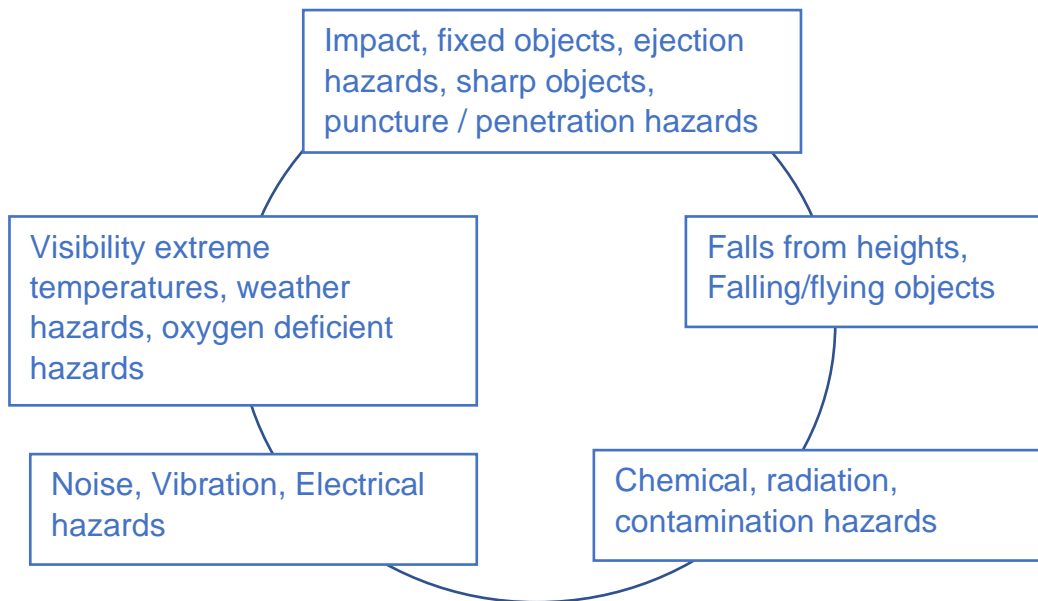 Impact, fixed objects, ejection
hazards, sharp objects,
puncture / penetration hazards
Visibility extreme
temperatures, weather
hazards, oxygen deficient
hazards
Falls from heights,
Falling/flying objects
Noise, Vibration, Electrical
hazards
Chemical, radiation,
contamination hazards